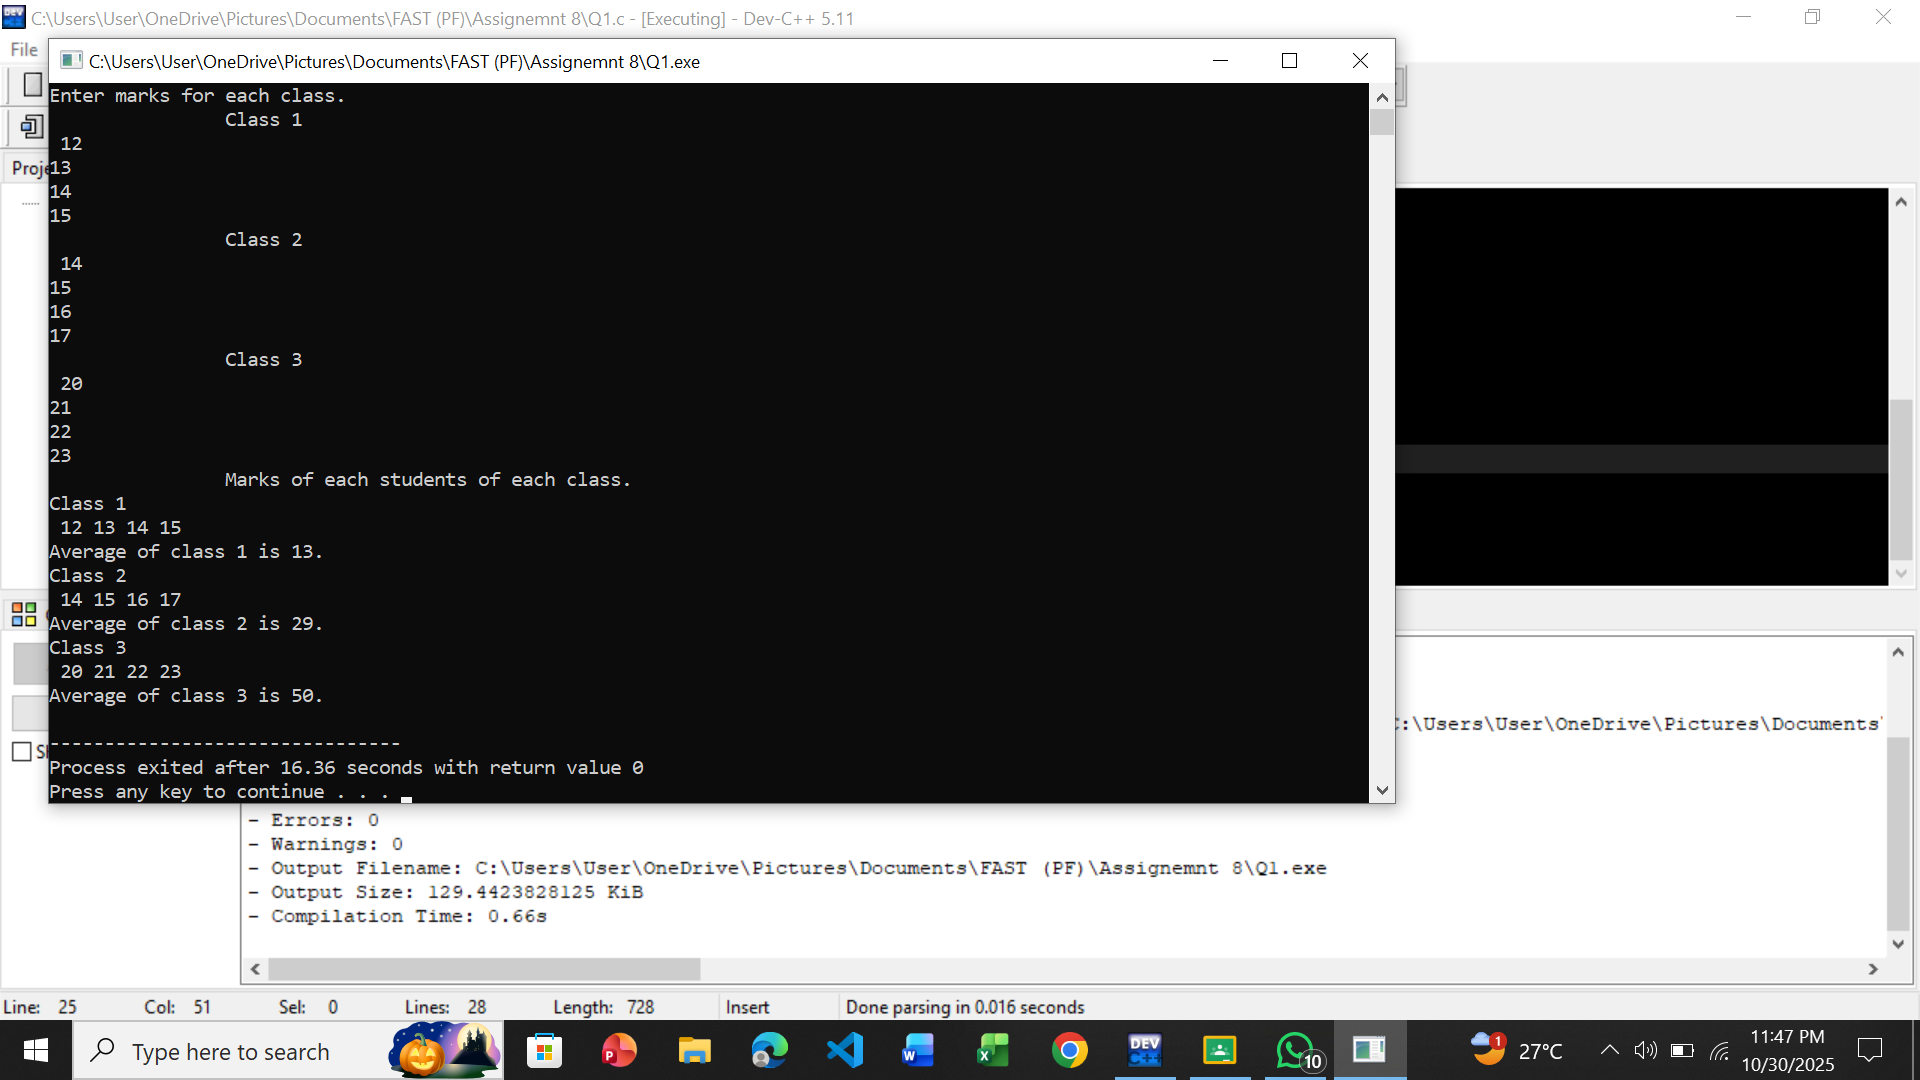 C:\Users\User\OneDrive\Pictures\Documents\FAST (PF)\Assignemnt 8\Q1.c - [Executing] - Dev-C++ 5.11
File
C:\Users\User\OneDrive\Pictures\Documents\FAST (PF)\Assignemnt 8\Q1.exe
Enter marks for each class.
Class 1
12
13
14
15
Class 2
14
15
16
17
Class 3
20
21
22
23
Marks of each students of each class.
Class 1
12 13 14 15
Average of class 1 is 13.
Class 2
14 15 16 17
Average of class 2 is 29.
Class 3
20 21 22 23
Average of class 3 is 50.
--------------------------------
Process exited after 16.36 seconds with return value 0
Press any key to continue . . .
Proje
C:\Users\User\OneDrive\Pictures\Documents\
- Errors: 0
- Warnings: 0
- Output Filename: C:\Users\User\OneDrive\Pictures\Documents\FAST (PF)\Assignemnt 8\Q1.exe
- Output Size: 129.4423828125 KiB
- Compilation Time: 0.66s
Line: 25 Col: 51 Sel: 0 Lines: 28 Length: 728 Insert Done parsing in 0.016 seconds
Type here to search
DEV C++
10
1
27°C
11:47 PM
10/30/2025